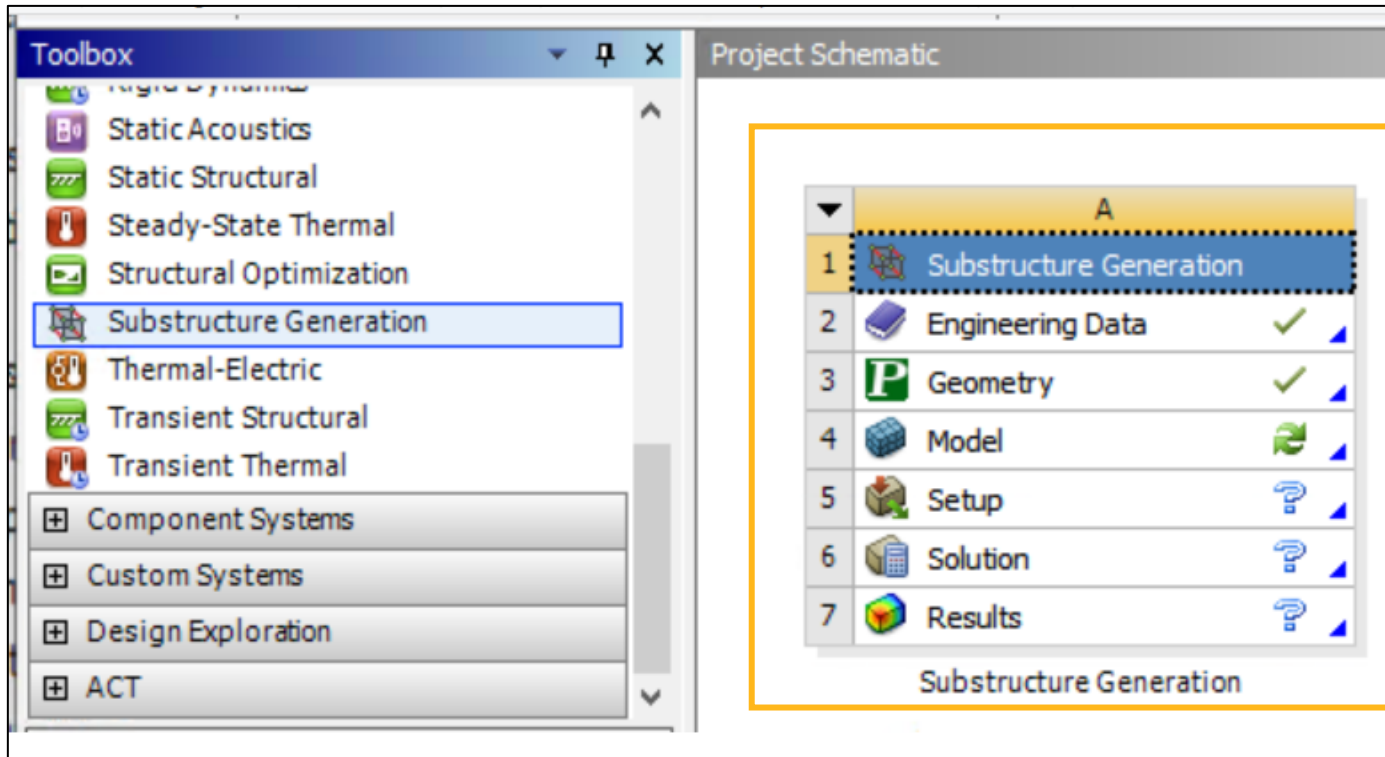 Toolbox
Static Acoustics
Static Structural
Steady-State Thermal
Structural Optimization
Substructure Generation
Thermal-Electric
Transient Structural
Transient Thermal
Component Systems
Custom Systems
Design Exploration
ACT
Project Schematic
A
1 Substructure Generation
2 Engineering Data
3 P Geometry
4 Model
5 Setup ?
6 Solution ?
7 Results ?
Substructure Generation